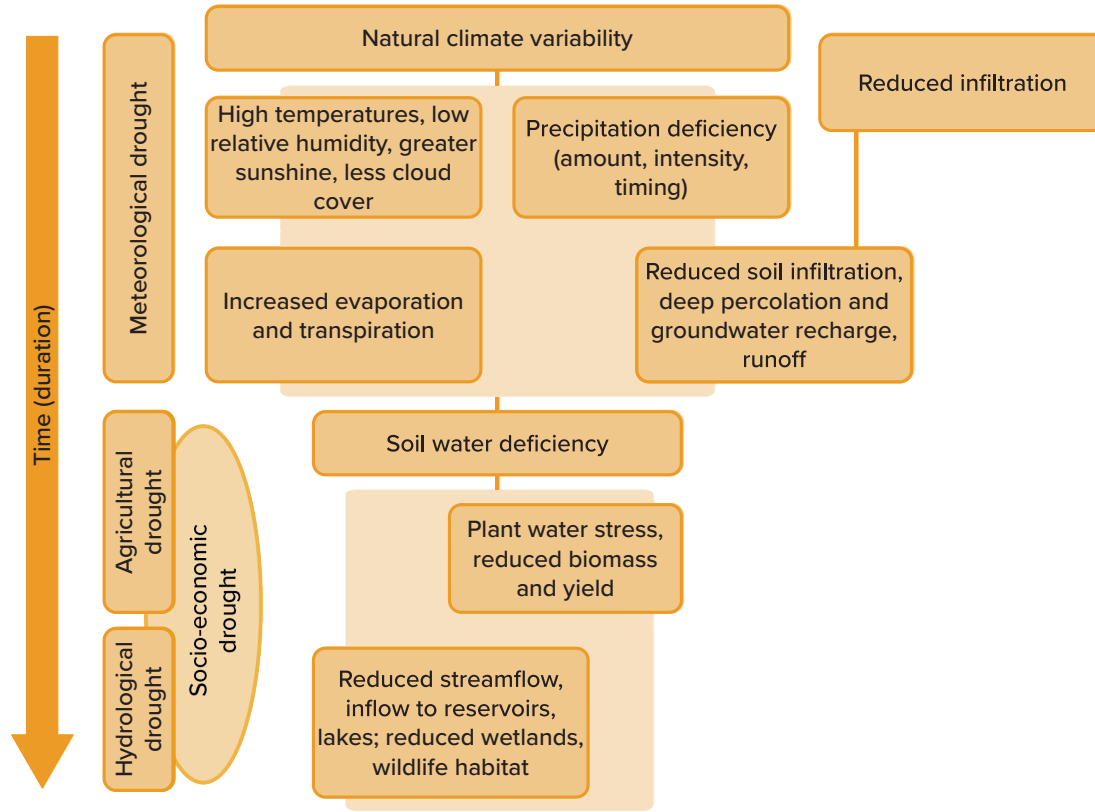 Time (duration)
Meteorological drought
Natural climate variability
Reduced infiltration
High temperatures, low
relative humidity, greater
sunshine, less cloud
cover
Precipitation deficiency
(amount, intensity,
timing)
Increased evaporation
and transpiration
Reduced soil infiltration,
deep percolation and
groundwater recharge,
runoff
Agricultural
drought
Socio-economic
drought
Soil water deficiency
Plant water stress,
reduced biomass
and yield
Hydrological
drought
Reduced streamflow,
inflow to reservoirs,
lakes; reduced wetlands,
wildlife habitat